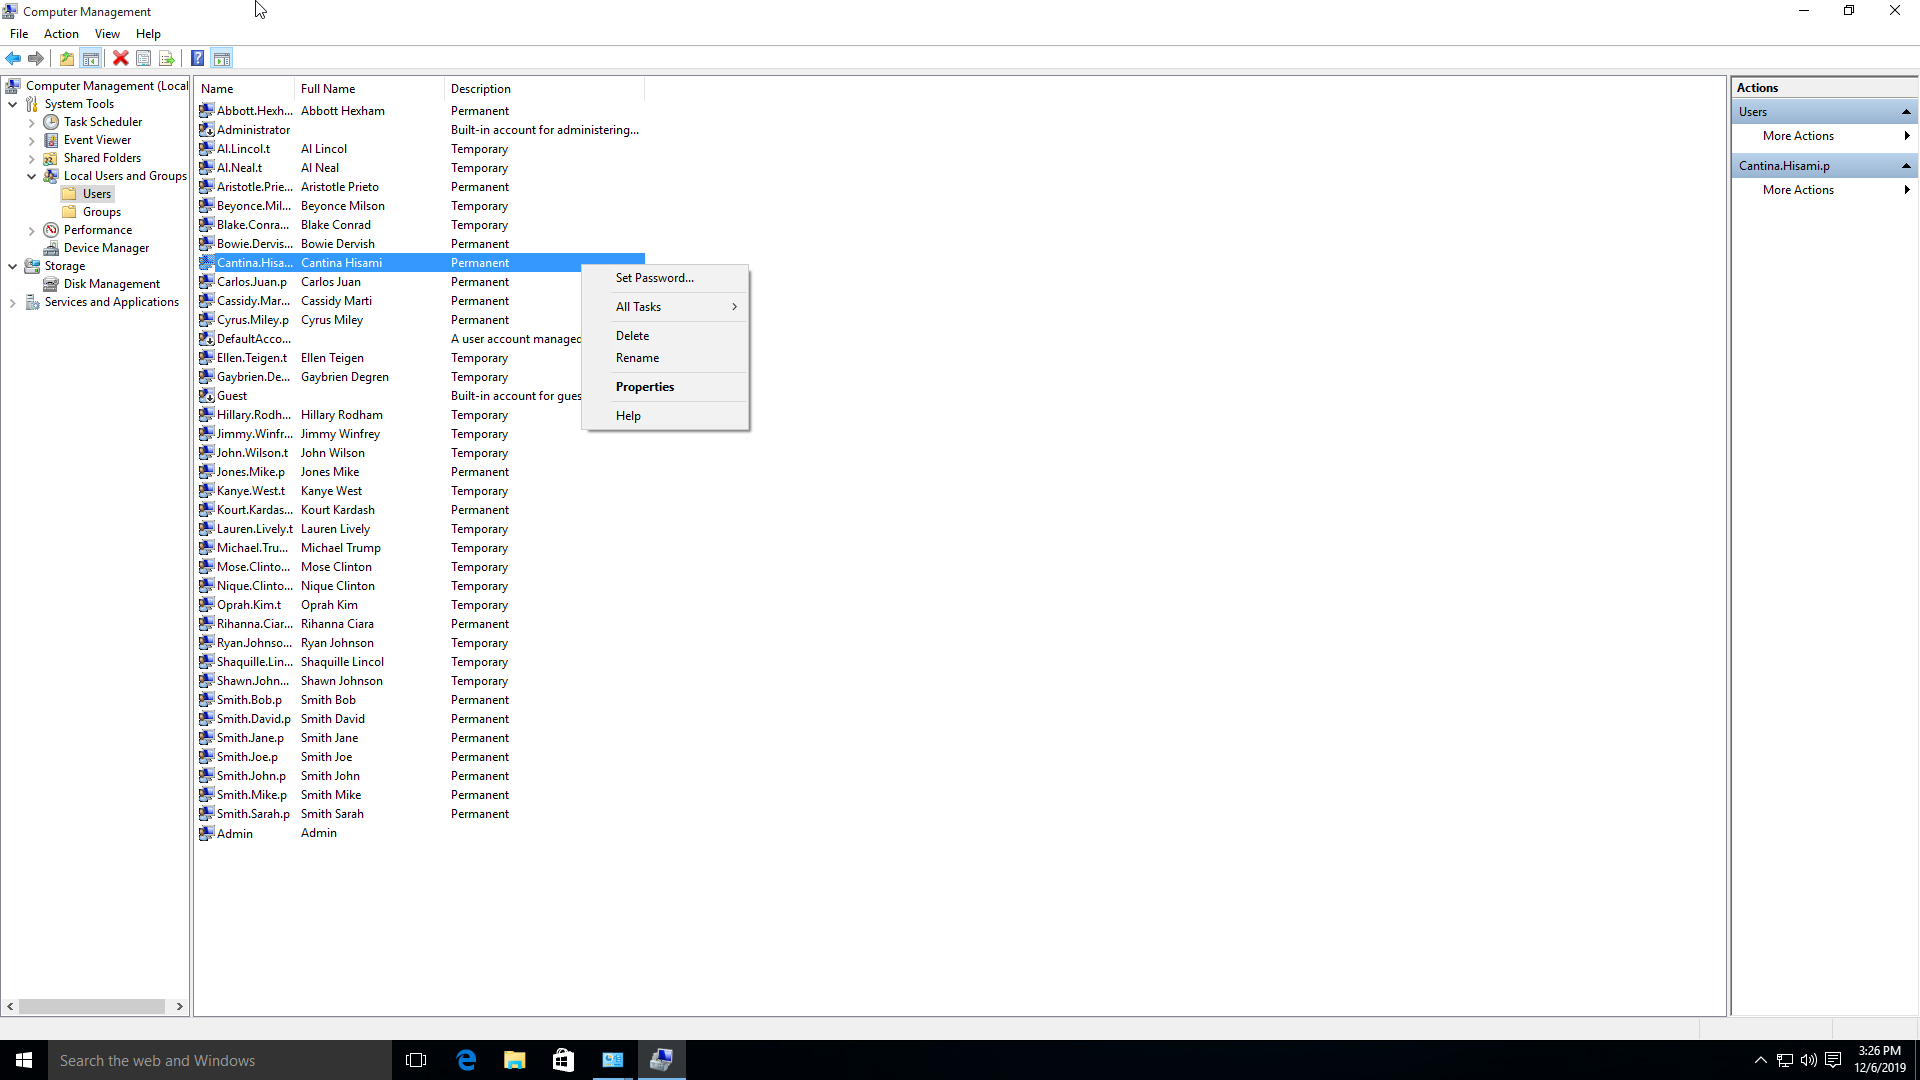 Computer Management
File Action View Help
Computer Management (Local
System Tools
Task Scheduler
Event Viewer
Shared Folders
Local Users and Groups
Users
Groups
Performance
Device Manager
Storage
Disk Management
Services and Applications
Name Full Name Description
Abbott.Hexh... Abbott Hexham Permanent
Administrator Built-in account for administering...
Al.Lincol.t Al Lincol Temporary
Al.Neal.t Al Neal Temporary
Aristotle.Prie... Aristotle Prieto Permanent
Beyonce.Mil... Beyonce Milson Temporary
Blake.Conra... Blake Conrad Temporary
Bowie.Dervis... Bowie Dervish Permanent
Cantina.Hisa... Cantina Hisami Permanent
Carlos.Juan.p Carlos Juan Permanent
Cassidy.Mar... Cassidy Marti Permanent
Cyrus.Miley.p Cyrus Miley Permanent
DefaultAcco... A user account managed
Ellen.Teigen.t Ellen Teigen Temporary
Gaybrien.De... Gaybrien Degren Temporary
Guest Built-in account for gues
Hillary.Rodh... Hillary Rodham Temporary
Jimmy.Winfr... Jimmy Winfrey Temporary
John.Wilson.t John Wilson Temporary
Jones.Mike.p Jones Mike Permanent
Kanye.West.t Kanye West Temporary
Kourt.Kardas... Kourt Kardash Permanent
Lauren.Lively.t Lauren Lively Temporary
Michael.Tru... Michael Trump Temporary
Mose.Clinto... Mose Clinton Temporary
Nique.Clinto... Nique Clinton Temporary
Oprah.Kim.t Oprah Kim Temporary
Rihanna.Ciar... Rihanna Ciara Permanent
Ryan.Johnso... Ryan Johnson Temporary
Shaquille.Lin... Shaquille Lincol Temporary
Shawn.John... Shawn Johnson Temporary
Smith.Bob.p Smith Bob Permanent
Smith.David.p Smith David Permanent
Smith.Jane.p Smith Jane Permanent
Smith.Joe.p Smith Joe Permanent
Smith.John.p Smith John Permanent
Smith.Mike.p Smith Mike Permanent
Smith.Sarah.p Smith Sarah Permanent
Admin Admin
Set Password...
All Tasks
Delete
Rename
Properties
Help
Actions
Users
More Actions
Cantina.Hisami.p
More Actions
Search the web and Windows
3:26 PM
12/6/2019